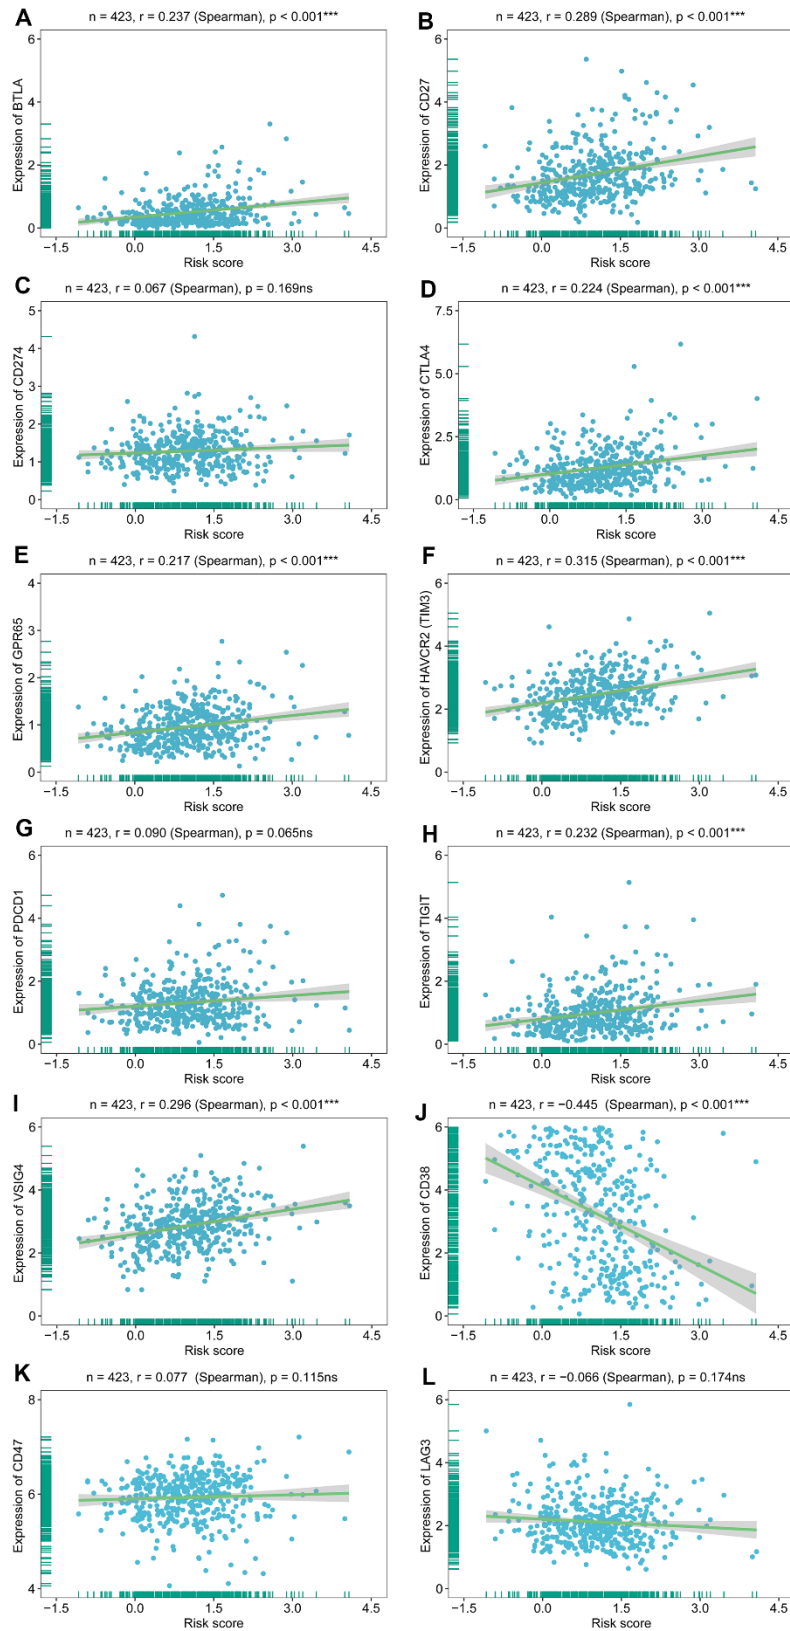 A
n = 423, r = 0.237 (Spearman), p < 0.001***
Expression of BTLA
6
4
2
0
−1.5 0.0 1.5 3.0 4.5
Risk score
B
n = 423, r = 0.289 (Spearman), p < 0.001***
Expression of CD27
6
4
2
0
−1.5 0.0 1.5 3.0 4.5
Risk score
C
n = 423, r = 0.067 (Spearman), p = 0.169ns
Expression of CD274
5
4
3
2
1
0
−1.5 0.0 1.5 3.0 4.5
Risk score
D
n = 423, r = 0.224 (Spearman), p < 0.001***
Expression of CTLA4
7.5
5.0
2.5
0.0
−1.5 0.0 1.5 3.0 4.5
Risk score
E
n = 423, r = 0.217 (Spearman), p < 0.001***
Expression of GPR65
4
3
2
1
0
−1.5 0.0 1.5 3.0 4.5
Risk score
F
n = 423, r = 0.315 (Spearman), p < 0.001***
Expression of HAVCR2 (TIM3)
6
4
2
0
−1.5 0.0 1.5 3.0 4.5
Risk score
G
n = 423, r = 0.090 (Spearman), p = 0.065ns
Expression of PDCD1
6
4
2
0
−1.5 0.0 1.5 3.0 4.5
Risk score
H
n = 423, r = 0.232 (Spearman), p < 0.001***
Expression of TIGIT
6
4
2
0
−1.5 0.0 1.5 3.0 4.5
Risk score
I
n = 423, r = 0.296 (Spearman), p < 0.001***
Expression of VSIG4
6
4
2
0
−1.5 0.0 1.5 3.0 4.5
Risk score
J
n = 423, r = −0.445 (Spearman), p < 0.001***
Expression of CD38
6
4
2
0
−1.5 0.0 1.5 3.0 4.5
Risk score
K
n = 423, r = 0.077 (Spearman), p = 0.115ns
Expression of CD47
8
6
4
−1.5 0.0 1.5 3.0 4.5
Risk score
L
n = 423, r = −0.066 (Spearman), p = 0.174ns
Expression of LAG3
6
4
2
0
−1.5 0.0 1.5 3.0 4.5
Risk score